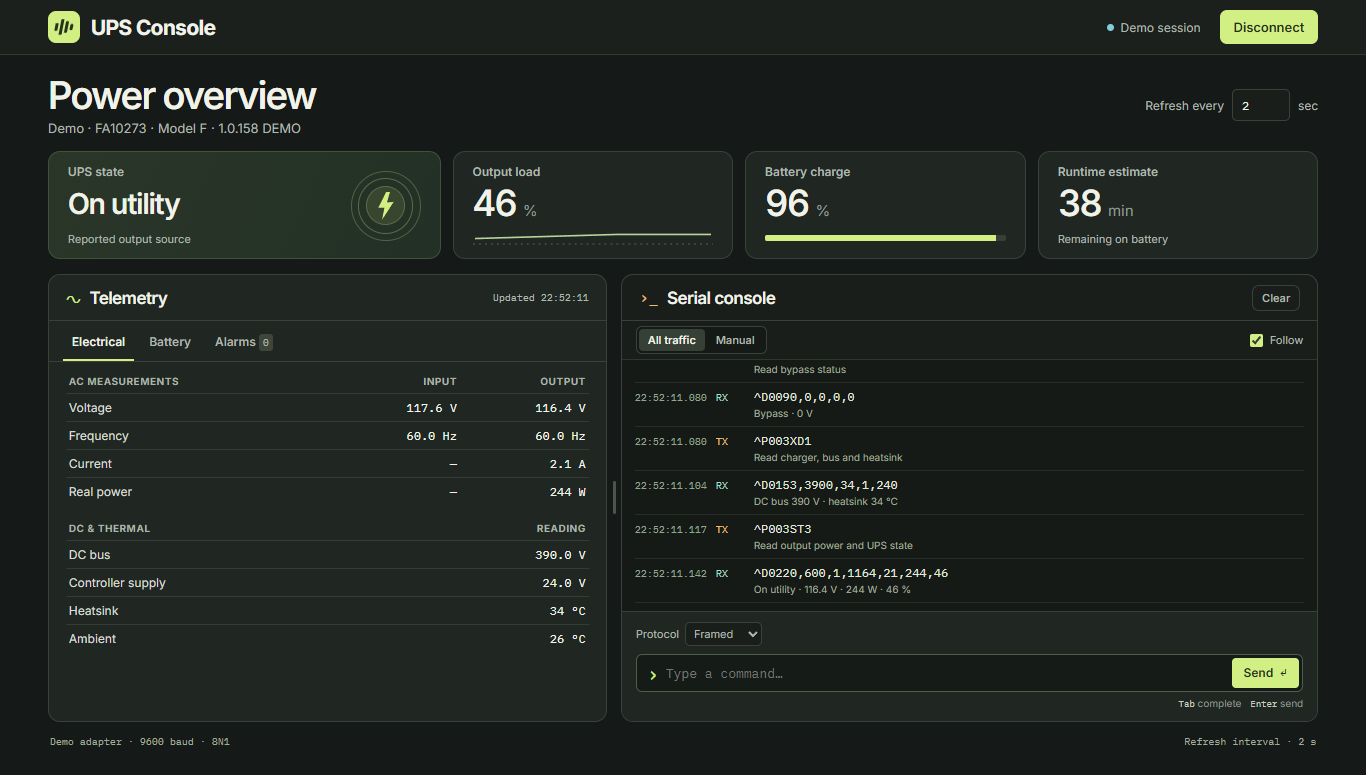 UPS Console
Demo session
Disconnect
Power overview
Demo · FA10273 · Model F · 1.0.158 DEMO
Refresh every 2 sec
UPS state
On utility
Reported output source
Output load
46 %
Battery charge
96 %
Runtime estimate
38 min
Remaining on battery
Telemetry
Updated 22:52:11
Electrical Battery Alarms 0
AC MEASUREMENTS INPUT OUTPUT
Voltage 117.6 V 116.4 V
Frequency 60.0 Hz 60.0 Hz
Current — 2.1 A
Real power — 244 W
DC & THERMAL READING
DC bus 390.0 V
Controller supply 24.0 V
Heatsink 34 °C
Ambient 26 °C
›_ Serial console
Clear
All traffic Manual
Follow
Read bypass status
22:52:11.080 RX ^D0090,0,0,0,0
Bypass · 0 V
22:52:11.080 TX ^P003XD1
Read charger, bus and heatsink
22:52:11.104 RX ^D0153,3900,34,1,240
DC bus 390 V · heatsink 34 °C
22:52:11.117 TX ^P003ST3
Read output power and UPS state
22:52:11.142 RX ^D0220,600,1,1164,21,244,46
On utility · 116.4 V · 244 W · 46 %
Protocol Framed
› Type a command…
Send ↵
Tab complete Enter send
Demo adapter · 9600 baud · 8N1
Refresh interval · 2 s